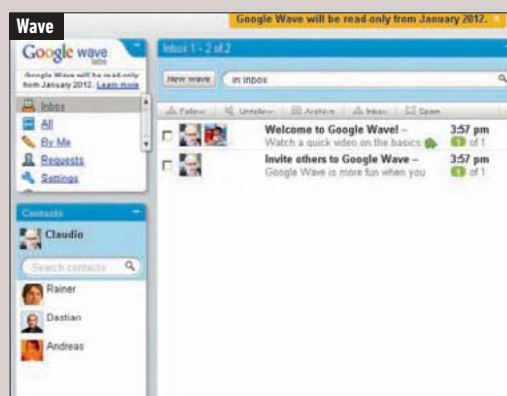 Wave
Google Wave will be read-only from January 2012.
Google wave
labs
Google Wave will be read-only
from January 2012. Learn more
Inbox
All
By Me
Requests
Settings
Contacts
Claudio
Search contacts
Rainer
Dastian
Andreas
Inbox 1 - 2 of 2
New wave
in:inbox
Follow Unfollow Archive Inbox Spam
Welcome to Google Wave! – 3:57 pm
Watch a quick video on the basics 1 of 1
Invite others to Google Wave – 3:57 pm
Google Wave is more fun when you 1 of 1